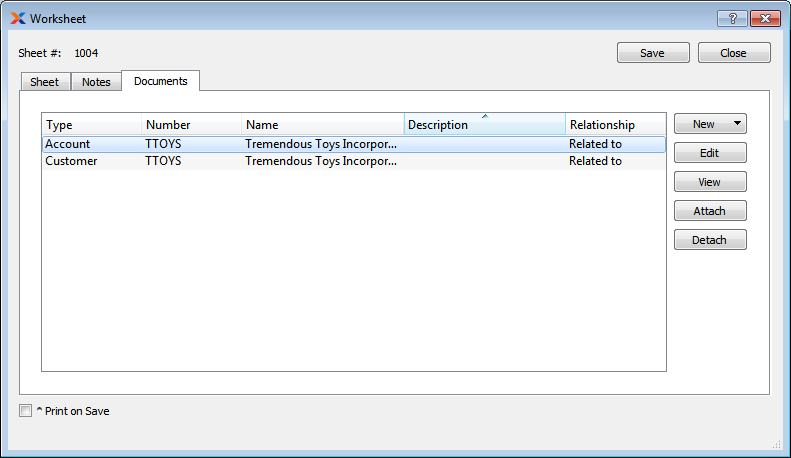 Worksheet
?
Sheet #: 1004
Save Close
Sheet Notes Documents
Type Number Name Description Relationship
Account TTOYS Tremendous Toys Incorpor... Related to
Customer TTOYS Tremendous Toys Incorpor... Related to
New
Edit
View
Attach
Detach
^ Print on Save